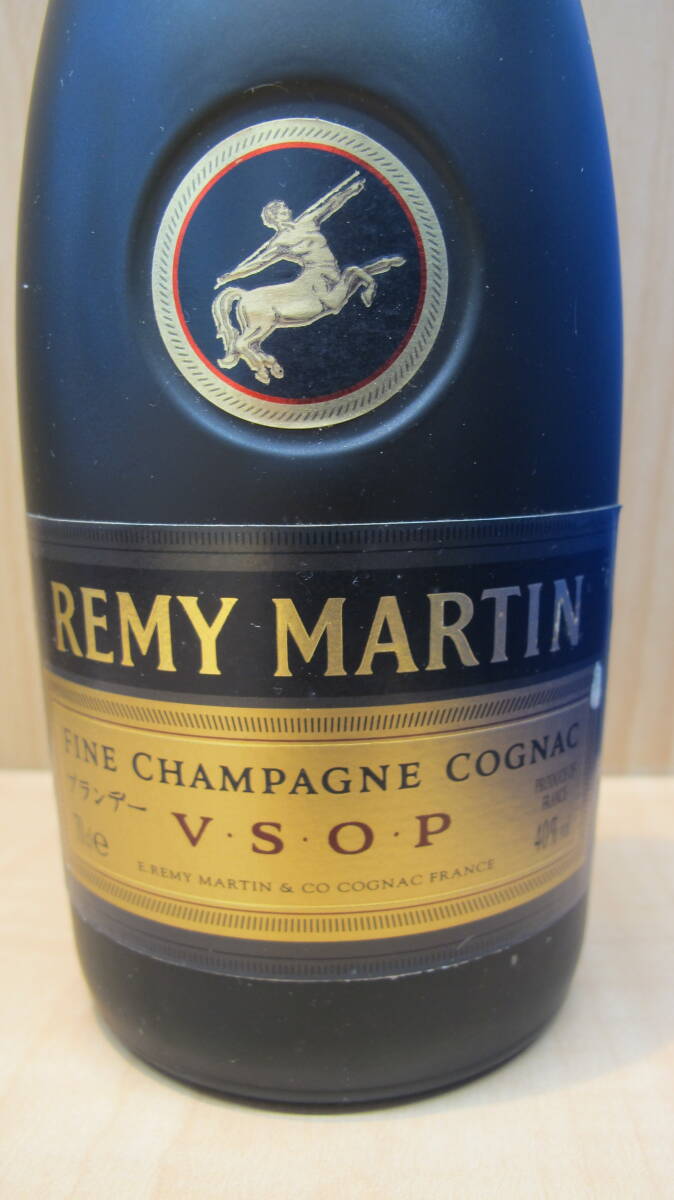 REMY MARTIN
FINE CHAMPAGNE COGNAC
ブランデー
PRODUCE OF FRANCE
V·S·O·P
70cl e
40% vol
E. REMY MARTIN & CO COGNAC FRANCE